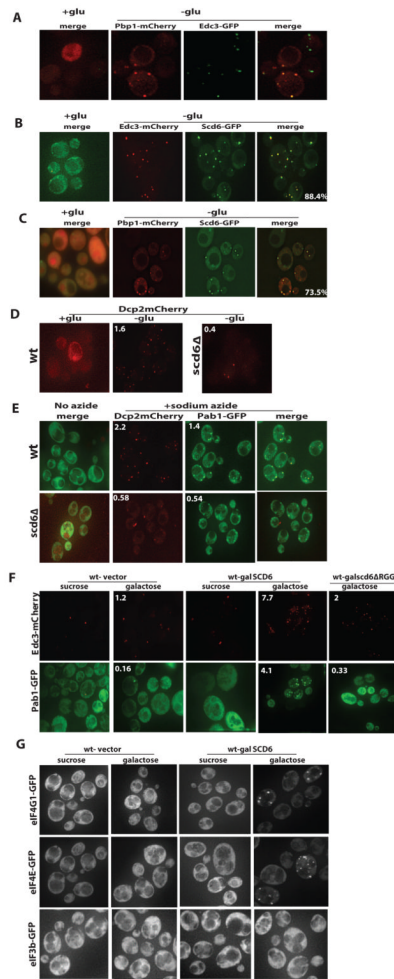 A
+glu
-glu
merge
Pbp1-mCherry
Edc3-GFP
merge
B
+glu
-glu
merge
Edc3-mCherry
Scd6-GFP
merge
88.4%
C
+glu
-glu
merge
Pbp1-mCherry
Scd6-GFP
merge
73.5%
D
Dcp2mCherry
+glu
-glu
-glu
wt
1.6
scd6Δ
0.4
E
No azide
+sodium azide
merge
Dcp2mCherry
Pab1-GFP
merge
wt
2.2
1.4
scd6Δ
0.58
0.54
F
wt- vector
wt-gal SCD6
wt-galscd6ΔRGG
sucrose
galactose
sucrose
galactose
galactose
Edc3-mCherry
1.2
7.7
2
Pab1-GFP
0.16
4.1
0.33
G
wt- vector
wt-gal SCD6
sucrose
galactose
sucrose
galactose
eIF4G1-GFP
eIF4E-GFP
eIF3b-GFP